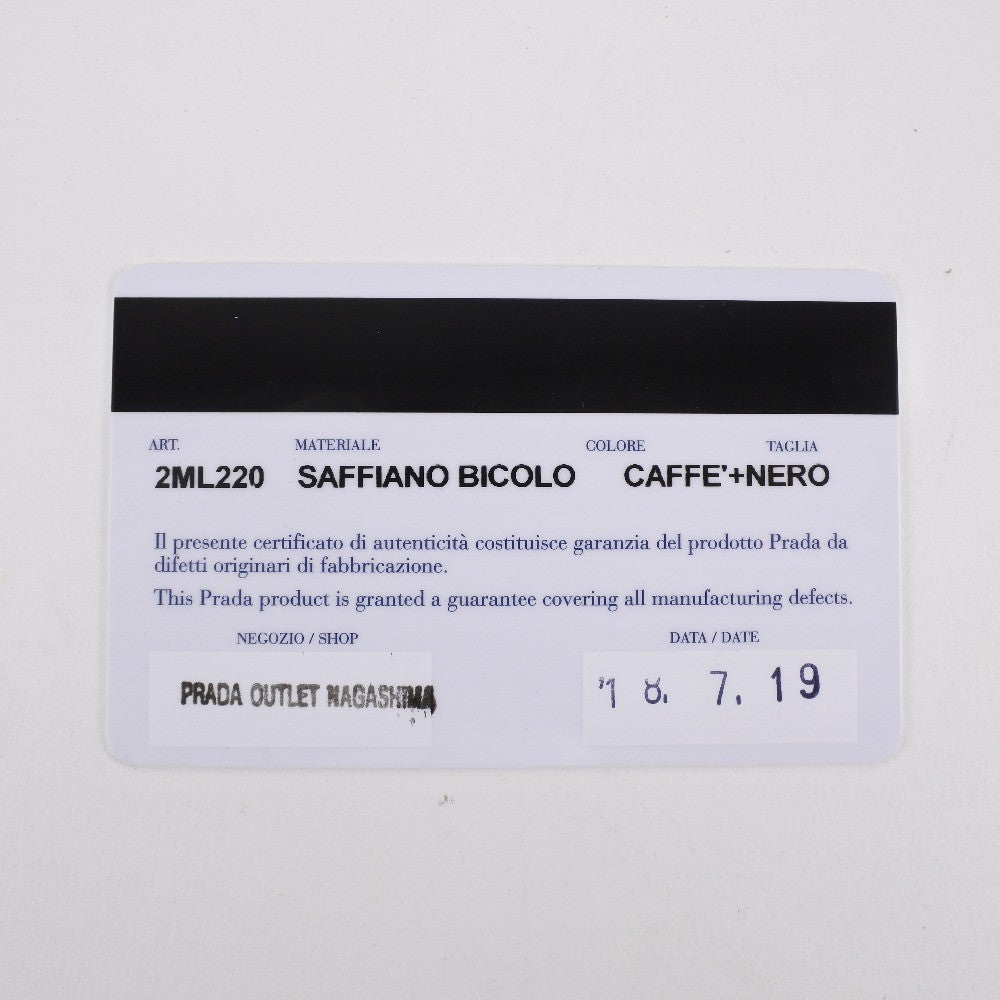 ART. MATERIALE COLORE TAGLIA
2ML220 SAFFIANO BICOLO CAFFE'+NERO
Il presente certificato di autenticità costituisce garanzia del prodotto Prada da
difetti originari di fabbricazione.
This Prada product is granted a guarantee covering all manufacturing defects.
NEGOZIO / SHOP DATA / DATE
PRADA OUTLET NAGASHIMA '18. 7. 19